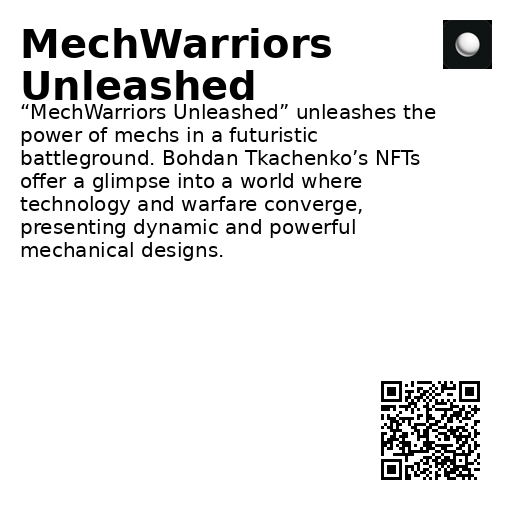 MechWarriors
Unleashed
“MechWarriors Unleashed” unleashes the
power of mechs in a futuristic
battleground. Bohdan Tkachenko’s NFTs
offer a glimpse into a world where
technology and warfare converge,
presenting dynamic and powerful
mechanical designs.